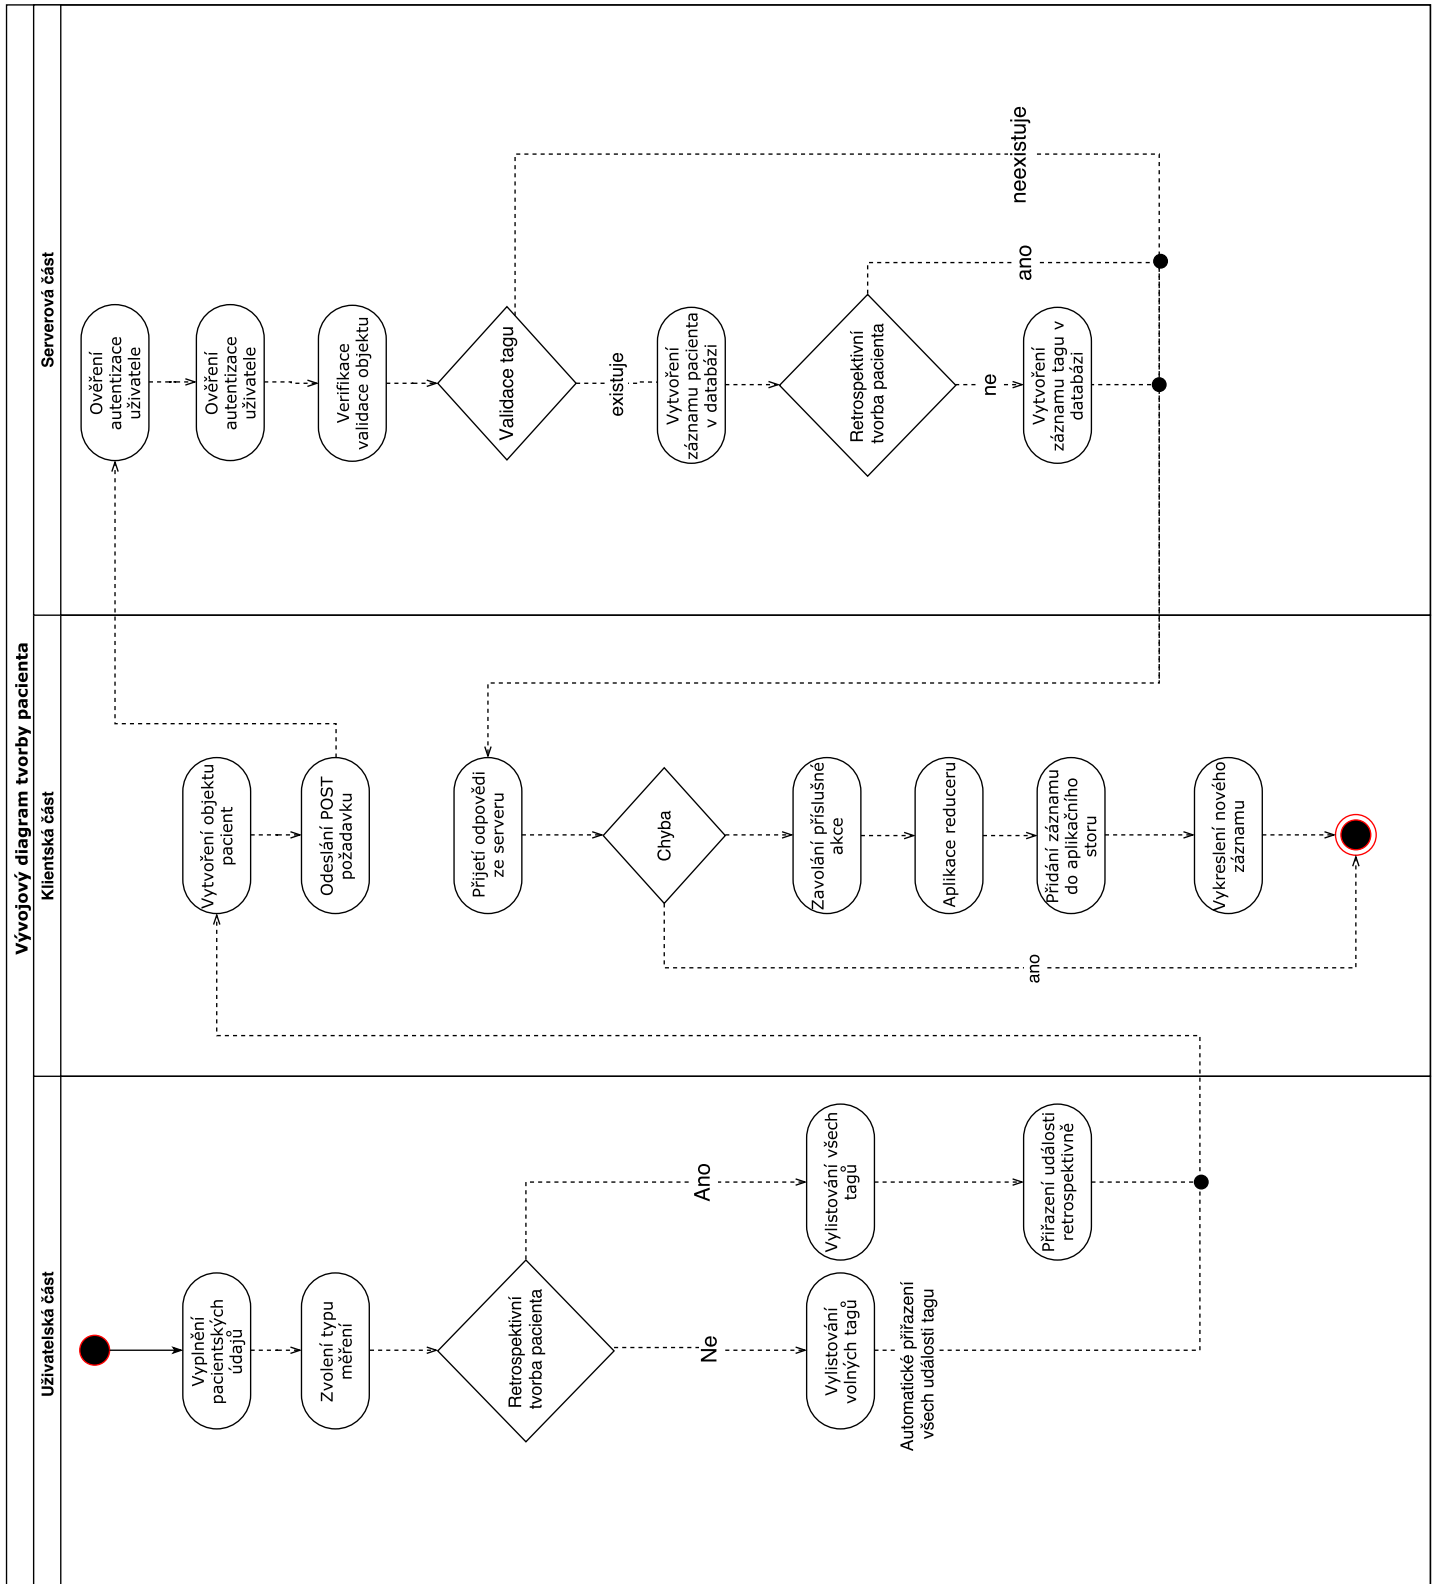 Vývojový diagram tvorby pacienta
Uživatelská část
Klientská část
Serverová část
Vyplnění
pacientských
údajů
Zvolení typu
měření
Retrospektivní
tvorba pacienta
Ne
Ano
Vylistování
volných tagů
Automatické přiřazení
všech události tagu
Vylistování všech
tagů
Přiřazení události
retrospektivně
Vytvoření objektu
pacient
Odeslání POST
požadavku
Přijetí odpovědi
ze serveru
Chyba
ano
Zavolání příslušné
akce
Aplikace reduceru
Přidání záznamu
do aplikačního
storu
Vykreslení nového
záznamu
Ověření
autentizace
uživatele
Ověření
autentizace
uživatele
Verifikace
validace objektu
Validace tagu
existuje
neexistuje
Vytvoření
záznamu pacienta
v databázi
Retrospektivní
tvorba pacienta
ne
ano
Vytvoření
záznamu tagu v
databázi